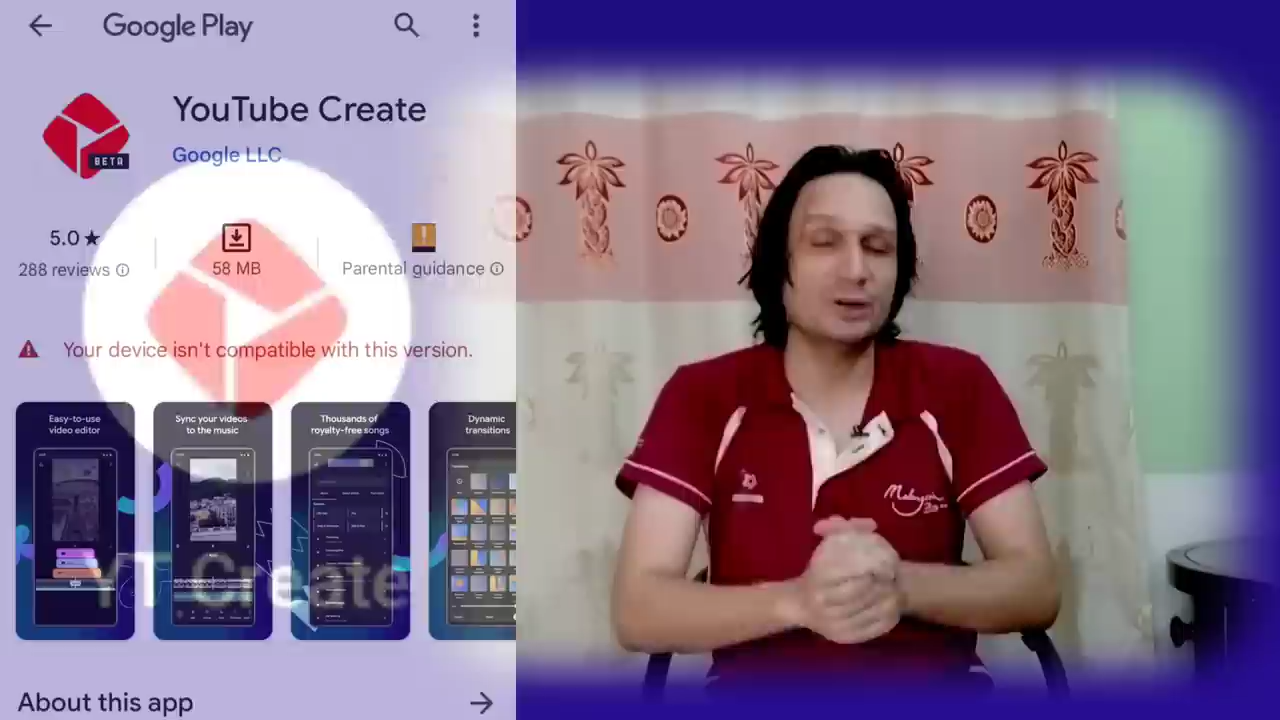 Google Play
YouTube Create
BETA
Google LLC
5.0★
288 reviews
58 MB
Parental guidance
Your device isn't compatible with this version.
Easy-to-use
video editor
Sync your videos
to the music
Thousands of
royalty-free songs
Dynamic
transitions
YT Create
About this app